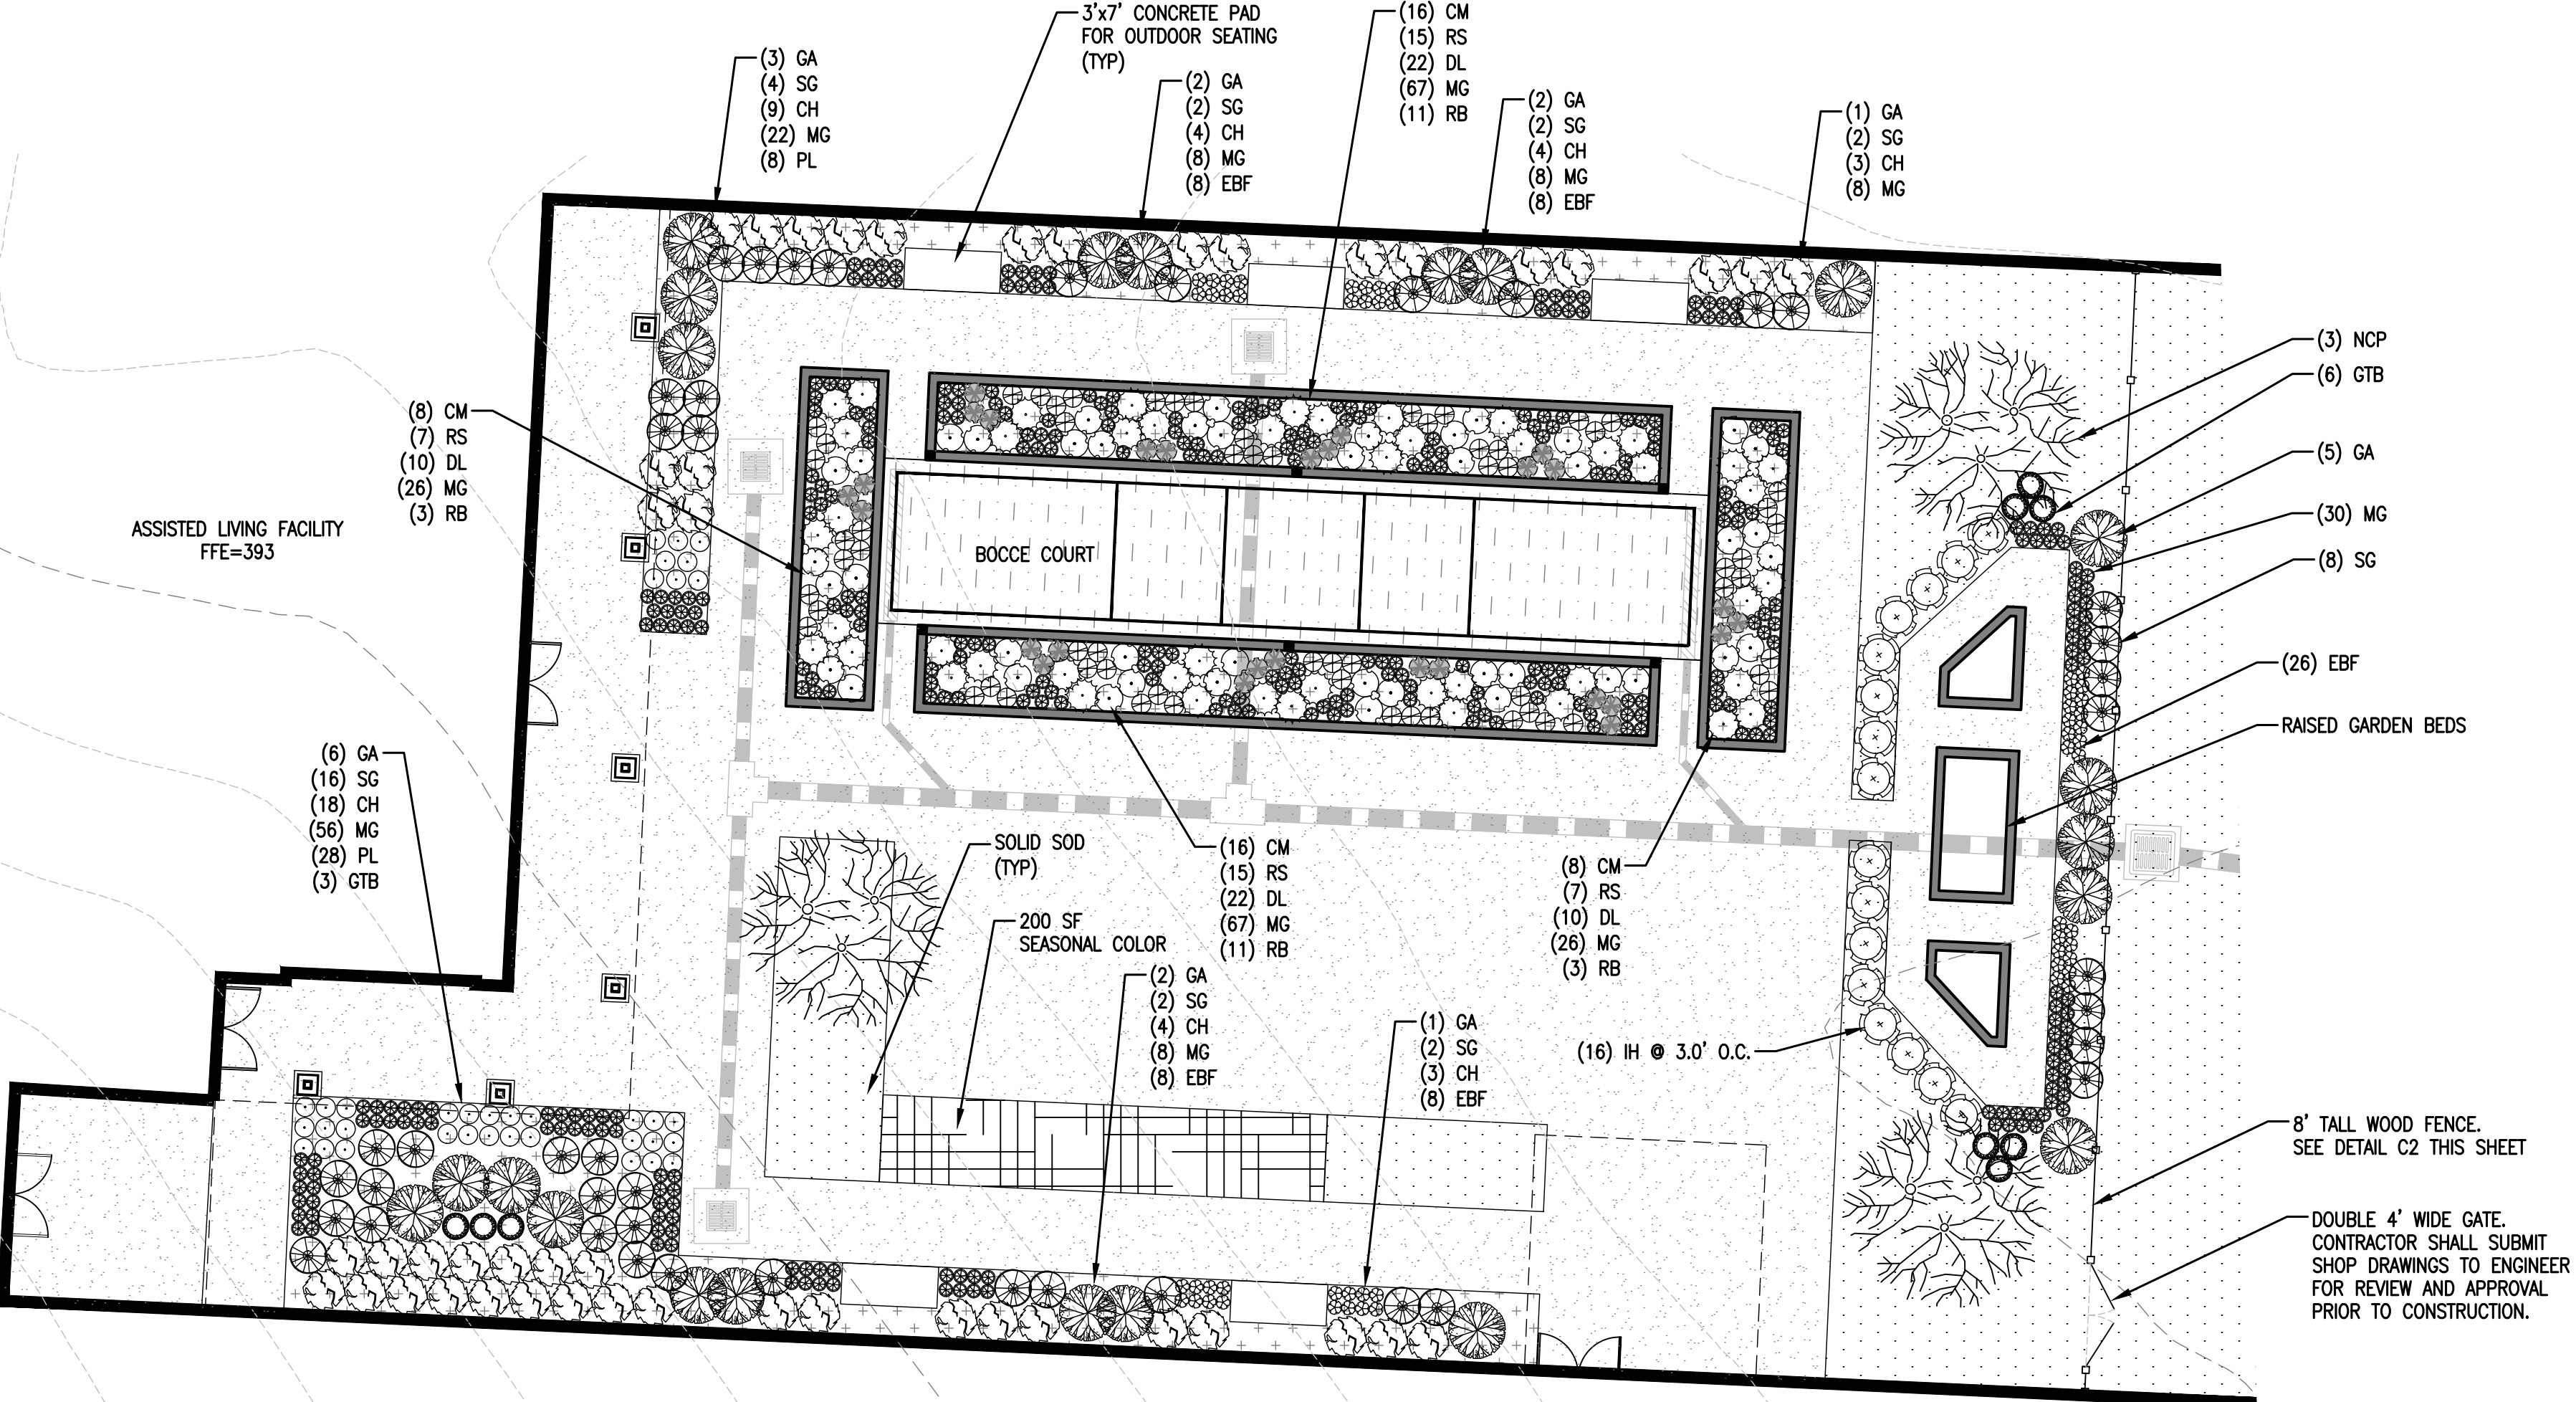 3'x7' CONCRETE PAD
FOR OUTDOOR SEATING
(TYP)
(16) CM
(15) RS
(22) DL
(67) MG
(11) RB
(3) GA
(4) SG
(9) CH
(22) MG
(8) PL
(2) GA
(2) SG
(4) CH
(8) MG
(8) EBF
(2) GA
(2) SG
(4) CH
(8) MG
(8) EBF
(1) GA
(2) SG
(3) CH
(8) MG
(3) NCP
(6) GTB
(5) GA
(30) MG
(8) SG
(26) EBF
RAISED GARDEN BEDS
(8) CM
(7) RS
(10) DL
(26) MG
(3) RB
ASSISTED LIVING FACILITY
FFE=393
BOCCE COURT
(6) GA
(16) SG
(18) CH
(56) MG
(28) PL
(3) GTB
SOLID SOD
(TYP)
200 SF
SEASONAL COLOR
(16) CM
(15) RS
(22) DL
(67) MG
(11) RB
(8) CM
(7) RS
(10) DL
(26) MG
(3) RB
(2) GA
(2) SG
(4) CH
(8) MG
(8) EBF
(1) GA
(2) SG
(3) CH
(8) EBF
(16) IH @ 3.0' O.C.
8' TALL WOOD FENCE.
SEE DETAIL C2 THIS SHEET
DOUBLE 4' WIDE GATE.
CONTRACTOR SHALL SUBMIT
SHOP DRAWINGS TO ENGINEER
FOR REVIEW AND APPROVAL
PRIOR TO CONSTRUCTION.